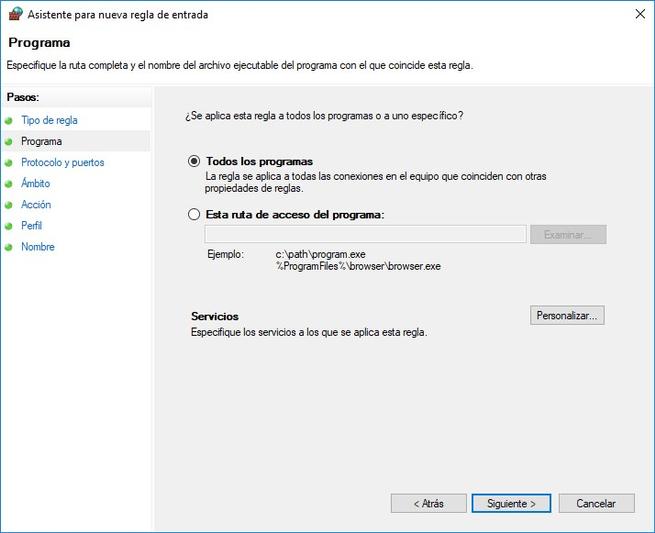 Asistente para nueva regla de entrada
Programa
Especifique la ruta completa y el nombre del archivo ejecutable del programa con el que coincide esta regla.
Pasos:
Tipo de regla
Programa
Protocolo y puertos
Ámbito
Acción
Perfil
Nombre
¿Se aplica esta regla a todos los programas o a uno específico?
Todos los programas
La regla se aplica a todas las conexiones en el equipo que coinciden con otras
propiedades de reglas.
Esta ruta de acceso del programa:
Examinar...
Ejemplo: c:\path\program.exe
%ProgramFiles%\browser\browser.exe
Servicios
Especifique los servicios a los que se aplica esta regla.
Personalizar...
< Atrás
Siguiente >
Cancelar